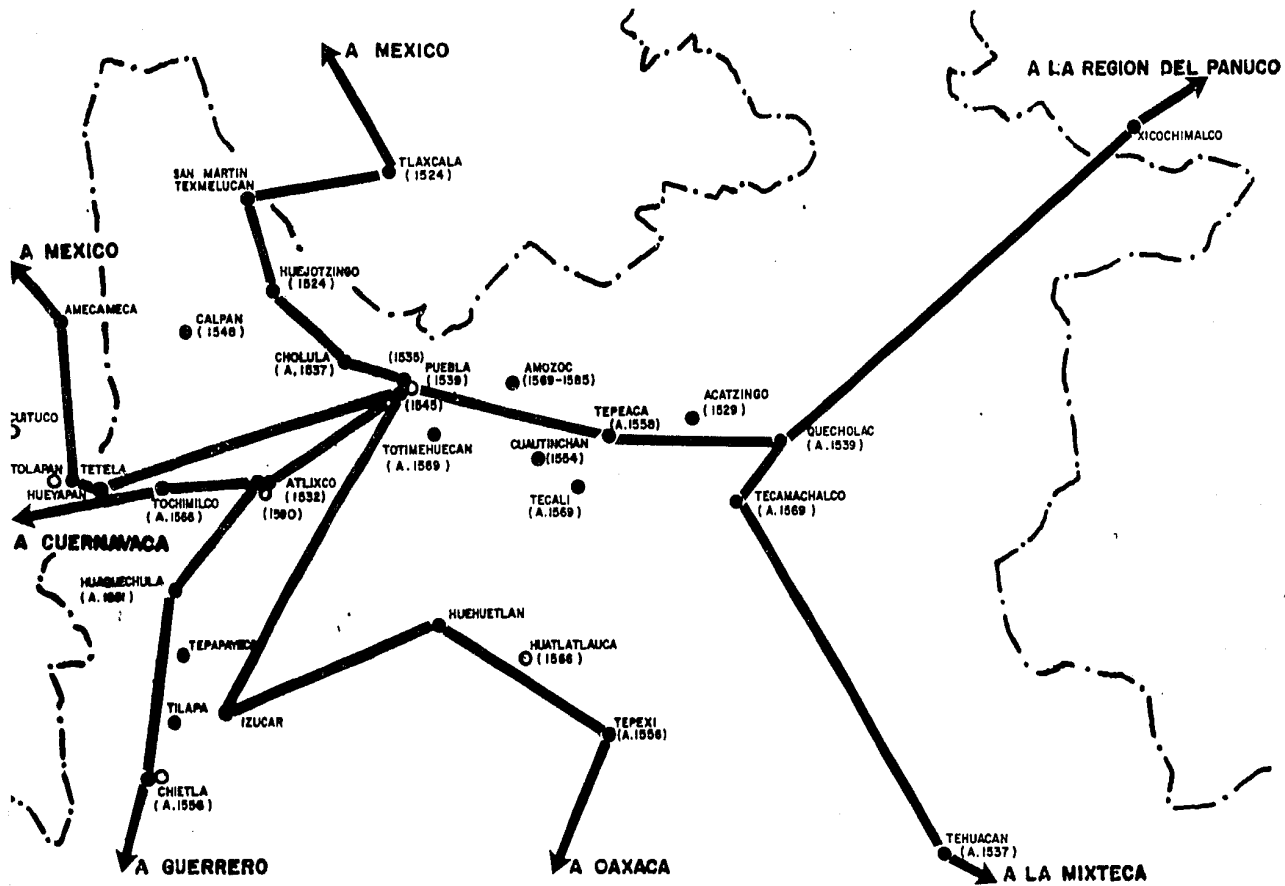 A MEXICO
A LA REGION DEL PANUCO
XICOCHIMALCO
TLAXCALA
(1524)
SAN MARTIN
TEXMELUCAN
A MEXICO
HUEJOTZINGO
(1524)
AMECAMECA
CALPAN
(1548)
CHOLULA
(A.1537)
(1535)
PUEBLA
(1539)
(1545)
AMOZOC
(1569-1585)
ACATZINGO
(1529)
TEPEACA
(A.1558)
QUECHOLAC
(A.1539)
CUITUCO
TOTIMEHUECAN
(A.1569)
CUAUTINCHAN
(1554)
TOLAPAN
TETELA
HUEYAPAN
ATLIXCO
(1532)
TECALI
(A.1569)
TECAMACHALCO
(A.1569)
TOCHIMILCO
(A.1566)
A CUERNAVACA
HUAQUECHULA
HUEHUETLAN
HUATLATLAUCA
(1566)
TILAPA
IZUCAR
TEPEXI
(A.1556)
CHIETLA
(A.1556)
TEHUACAN
(A.1537)
A GUERRERO
A OAXACA
A LA MIXTECA